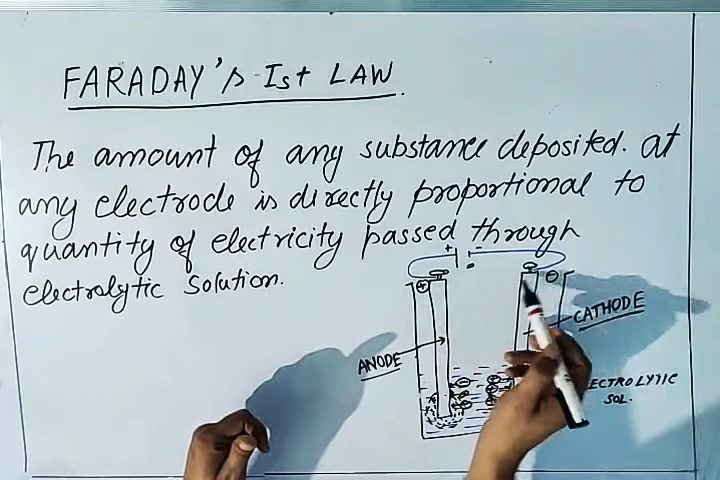 FARADAY's Ist LAW.
The amount of any substance deposited. at
any electrode is directly proportional to
quantity of electricity passed through
electrolytic solution.
+ -
+ -
CATHODE
ANODE
ECTROLYTIC
SOL.